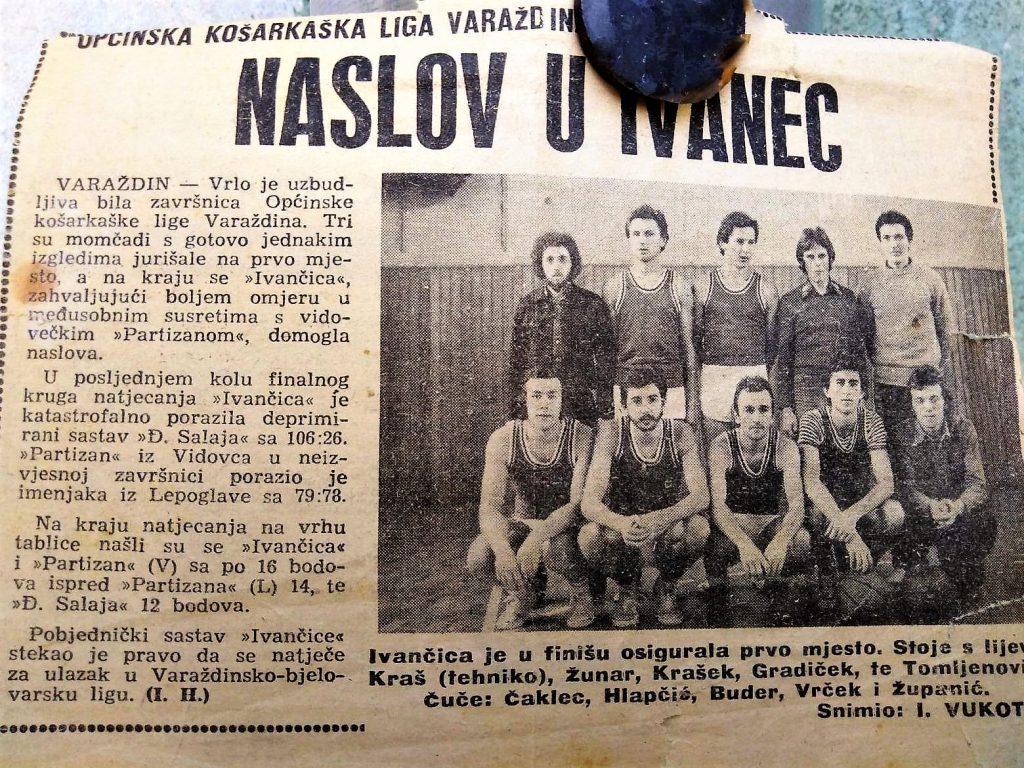 OPĆINSKA KOŠARKAŠKA LIGA VARAŽDIN
NASLOV U IVANEC
VARAŽDIN — Vrlo je uzbud-
ljiva bila završnica Općinske
košarkaške lige Varaždina. Tri
su momčadi s gotovo jednakim
izgledima jurišale na prvo mje-
sto, a na kraju se »Ivančica«,
zahvaljujući boljem omjeru u
međusobnim susretima s vido-
večkim »Partizanom«, domogla
naslova.
U posljednjem kolu finalnog
kruga natjecanja »Ivančica« je
katastrofalno porazila deprimi-
rani sastav »Đ. Salaja« sa 106:26.
»Partizan« iz Vidovca u neiz-
vjesnoj završnici porazio je
imenjaka iz Lepoglave sa 79:78.
Na kraju natjecanja na vrhu
tablice našli su se »Ivančica«
i »Partizan« (V) sa po 16 bodo-
va ispred »Partizana« (L) 14, te
»Đ. Salaja« 12 bodova.
Pobjednički sastav »Ivančice«
stekao je pravo da se natječe
za ulazak u Varaždinsko-bjelo-
varsku ligu. (I. H.)
Ivančica je u finišu osigurala prvo mjesto. Stoje s lijev
Kraš (tehniko), Žunar, Krašek, Gradiček, te Tomljenovi
Čuče: Čaklec, Hlapčić, Buder, Vrček i Županić.
Snimio: I. VUKOT